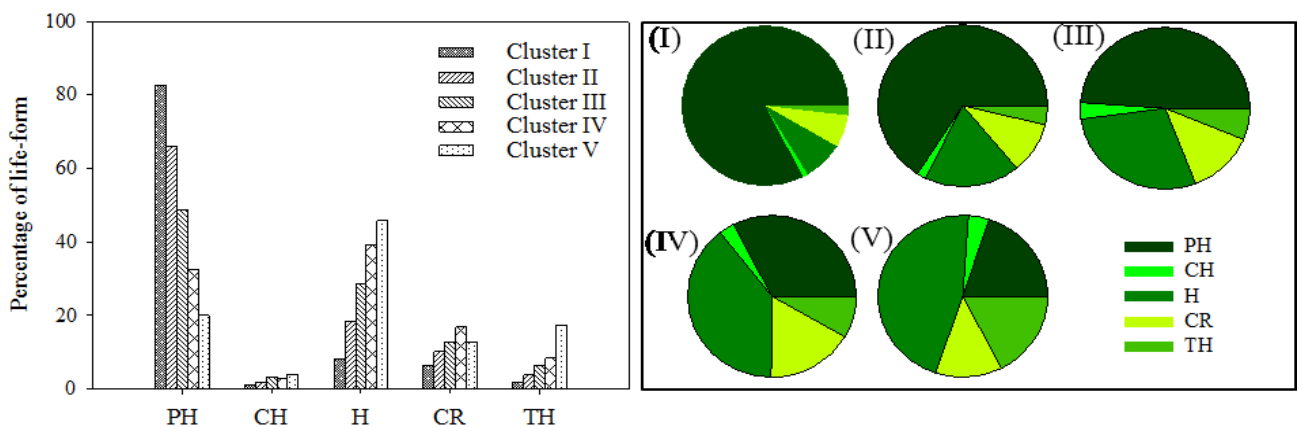 Percentage of life-form
100
80
60
40
20
0
Cluster I
Cluster II
Cluster III
Cluster IV
Cluster V
PH CH H CR TH
(I) (II) (III)
(IV) (V)
PH
CH
H
CR
TH